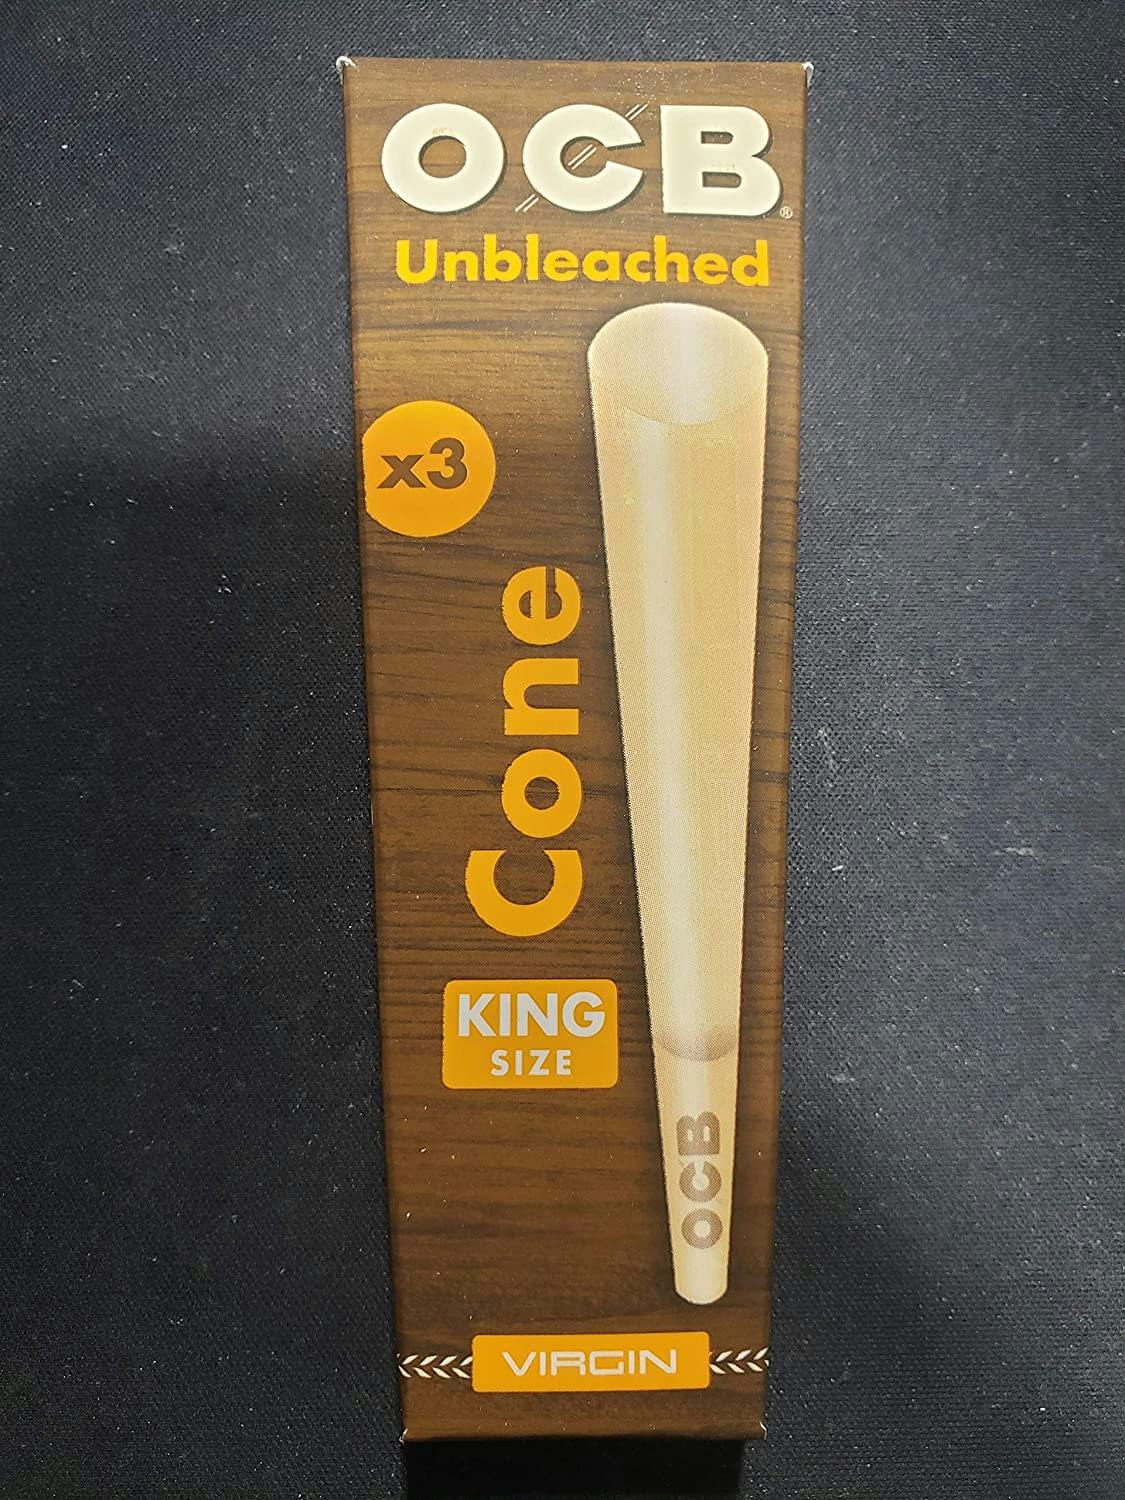 OCB®
Unbleached
x3
Cone
KING
SIZE
OCB
VIRGIN